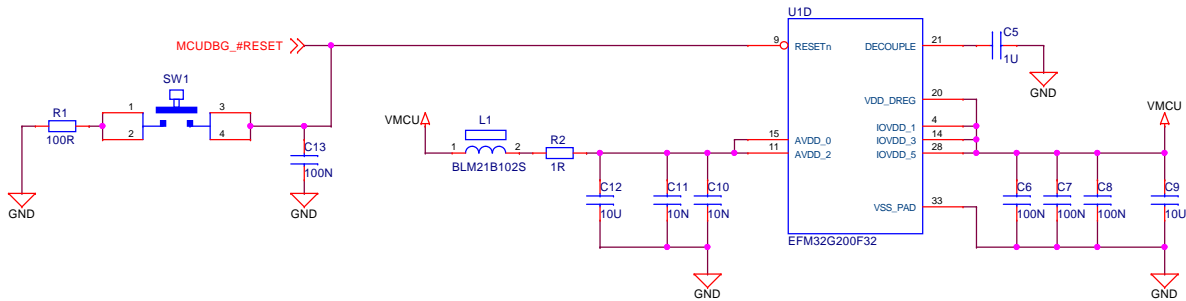 U1D
MCUDBG_#RESET
9
RESETn
DECOUPLE
21
C5
1U
GND
SW1
R1
100R
1
2
3
4
C13
100N
GND
GND
VMCU
L1
1
2
BLM21B102S
R2
1R
15
AVDD_0
11
AVDD_2
VDD_DREG
20
IOVDD_1
4
IOVDD_3
14
IOVDD_5
28
VMCU
C12
10U
C11
10N
C10
10N
GND
VSS_PAD
33
C6
100N
C7
100N
C8
100N
C9
10U
GND
EFM32G200F32